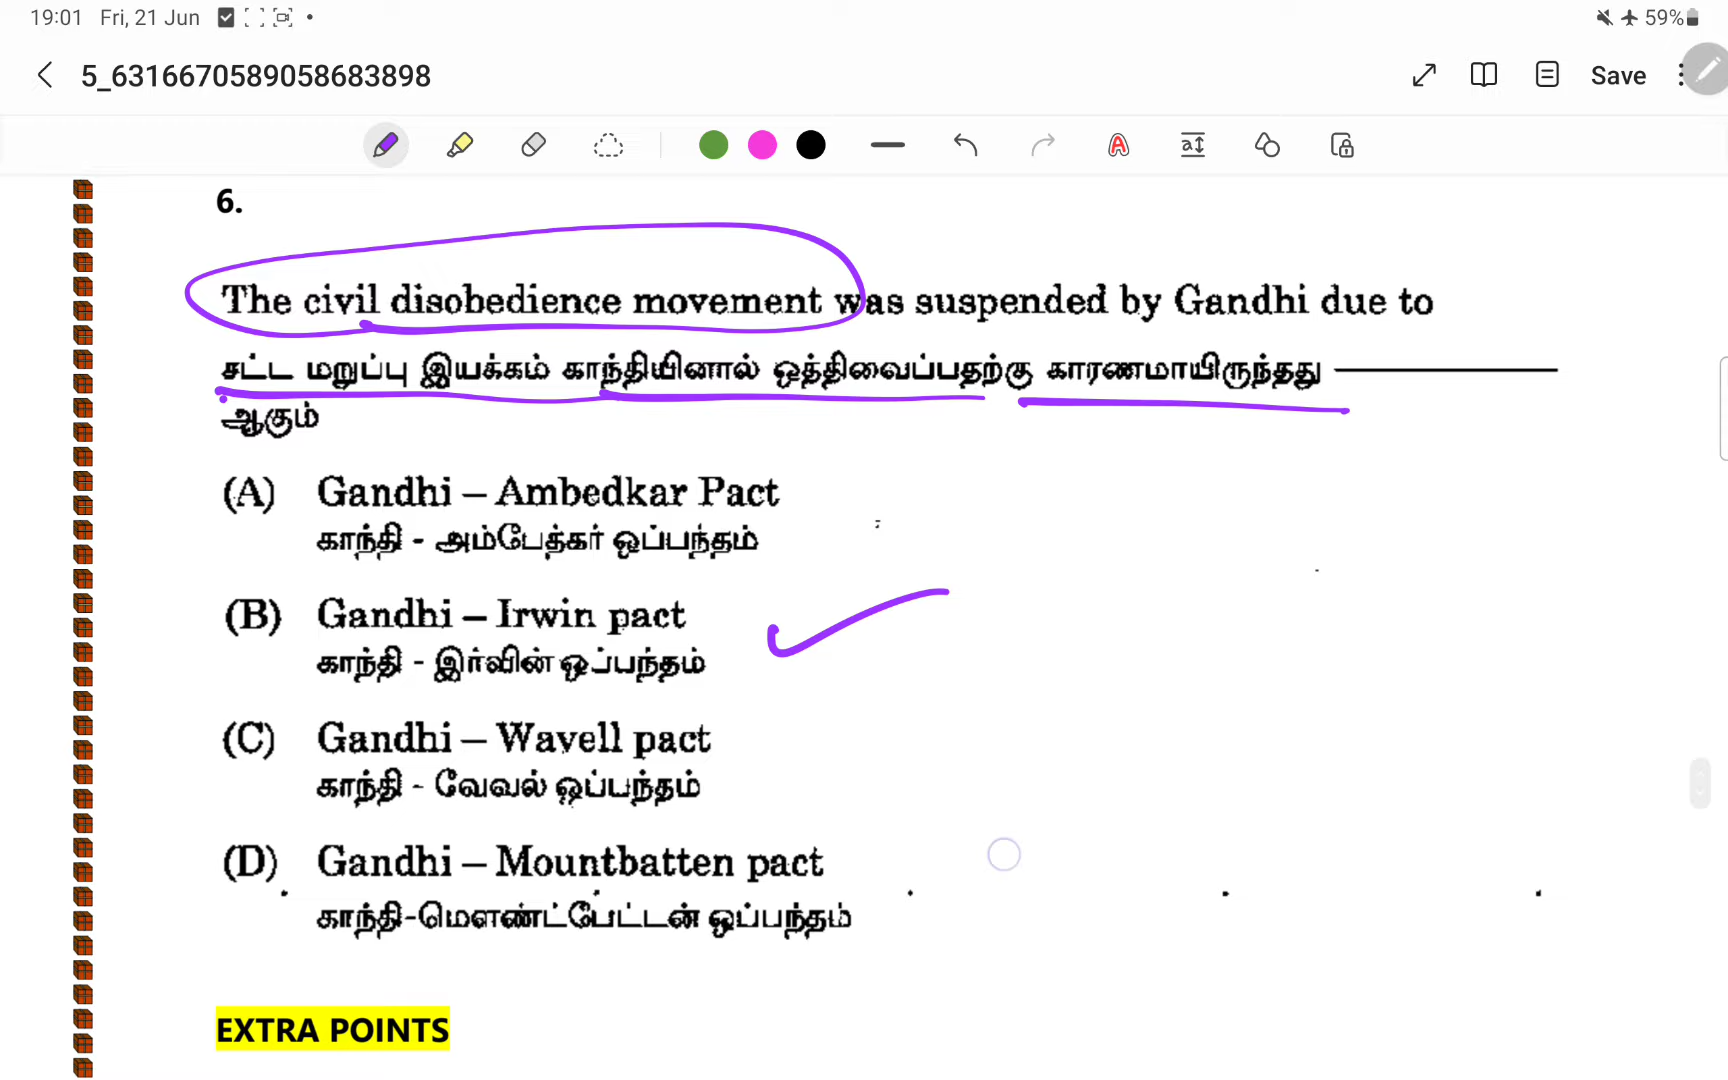 19:01 Fri, 21 Jun
59%
5_6316670589058683898
Save
6.
The civil disobedience movement was suspended by Gandhi due to
சட்ட மறுப்பு இயக்கம் காந்தியினால் ஒத்திவைப்பதற்கு காரணமாயிருந்தது
ஆகும்
(A) Gandhi – Ambedkar Pact
காந்தி - அம்பேத்கர் ஒப்பந்தம்
(B) Gandhi – Irwin pact
காந்தி - இர்வின் ஒப்பந்தம்
(C) Gandhi – Wavell pact
காந்தி - வேவல் ஒப்பந்தம்
(D) Gandhi – Mountbatten pact
காந்தி-மௌண்ட்பேட்டன் ஒப்பந்தம்
EXTRA POINTS